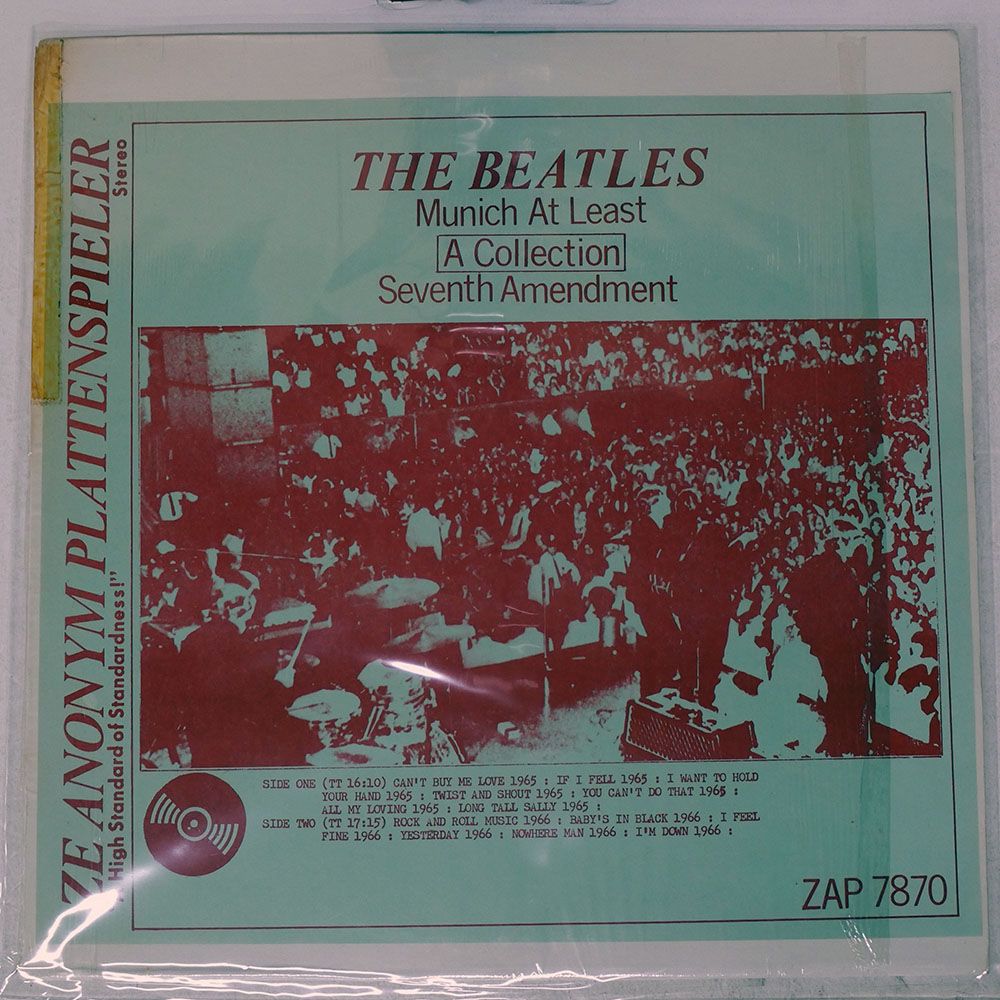 ZE ANONYM PLATTENSPIELER
"High Standard of Standardness!"
Stereo
THE BEATLES
Munich At Least
A Collection
Seventh Amendment
SIDE ONE (TT 16:10) CAN'T BUY ME LOVE 1965 : IF I FELL 1965 : I WANT TO HOLD
YOUR HAND 1965 : TWIST AND SHOUT 1965 : YOU CAN'T DO THAT 1965 :
ALL MY LOVING 1965 : LONG TALL SALLY 1965 :
SIDE TWO (TT 17:15) ROCK AND ROLL MUSIC 1966 : BABY'S IN BLACK 1966 : I FEEL
FINE 1966 : YESTERDAY 1966 : NOWHERE MAN 1966 : I'M DOWN 1966 :
ZAP 7870